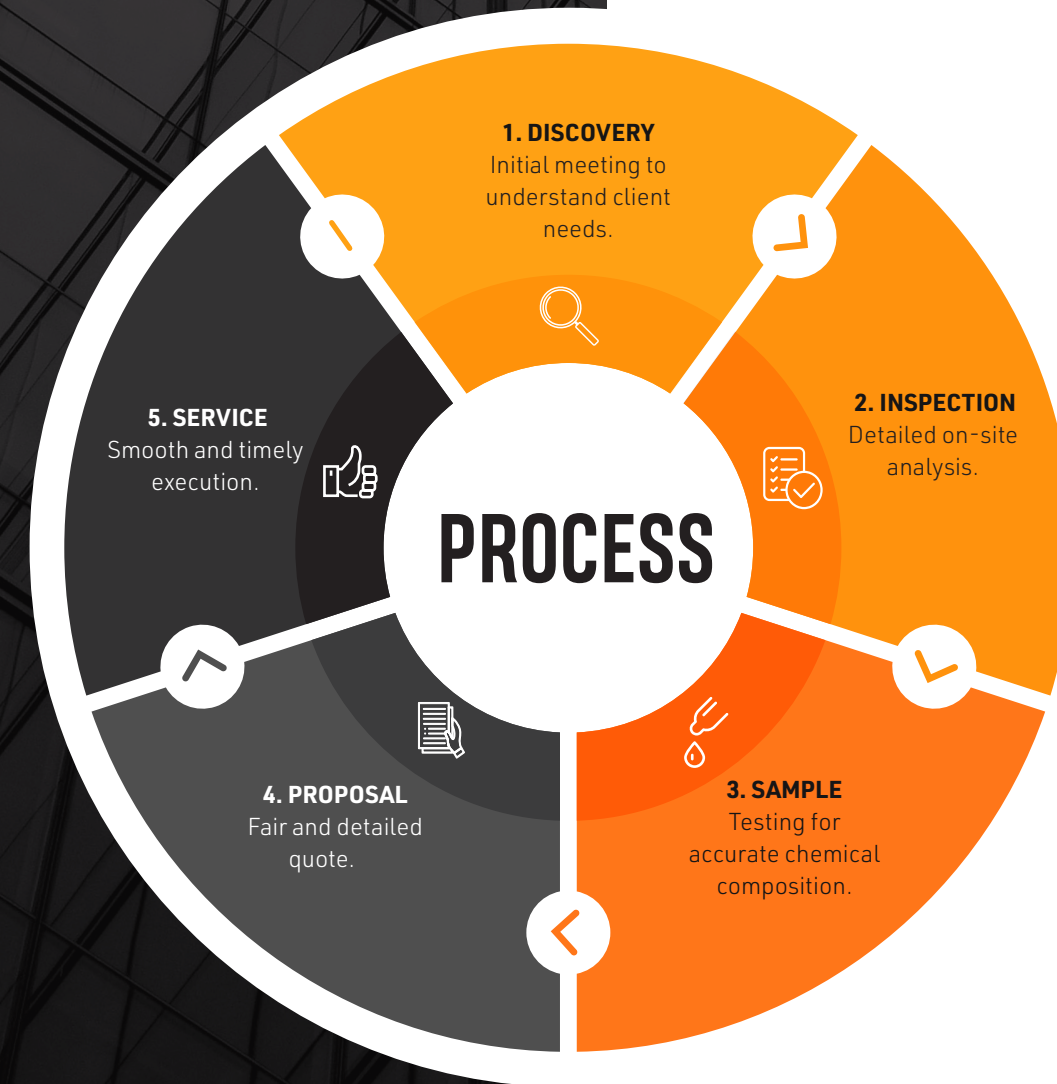 1. DISCOVERY
Initial meeting to
understand client
needs.
2. INSPECTION
Detailed on-site
analysis.
3. SAMPLE
Testing for
accurate chemical
composition.
4. PROPOSAL
Fair and detailed
quote.
5. SERVICE
Smooth and timely
execution.
PROCESS